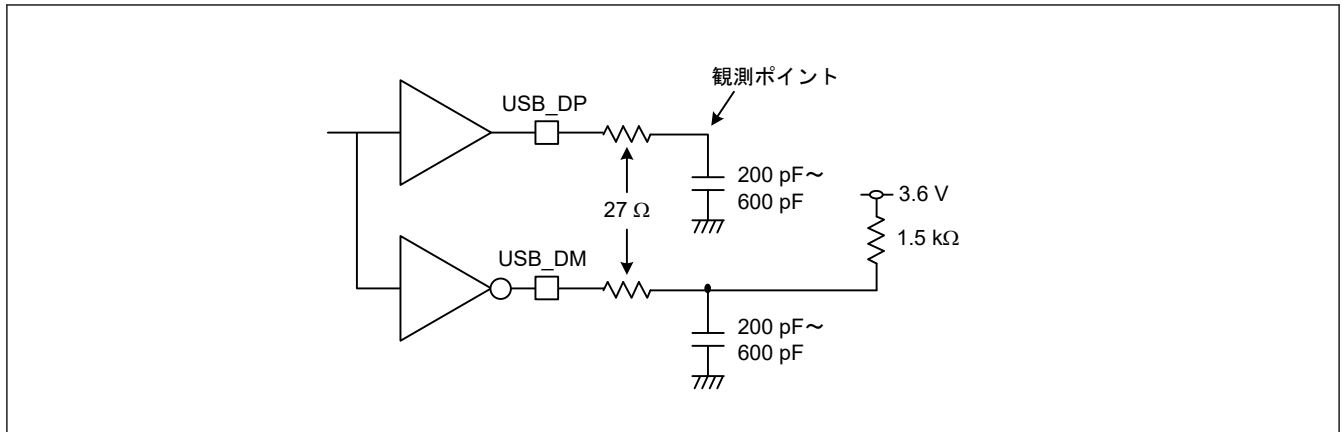 観測ポイント
USB_DP
200 pF～
600 pF
27 Ω
3.6 V
1.5 kΩ
USB_DM
200 pF～
600 pF